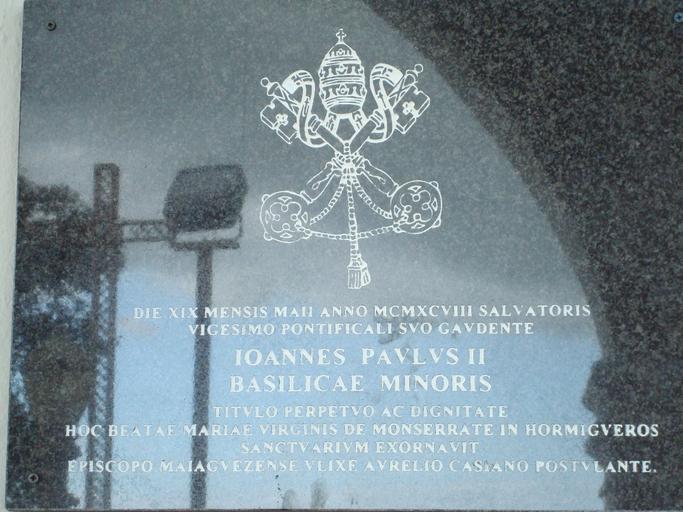 DIE XIX MENSIS MAII ANNO MCMXCVIII SALVATORIS
VIGESIMO PONTIFICALI SVO GAVDENTE
IOANNES PAVLVS II
BASILICAE MINORIS
TITVLO PERPETVO AC DIGNITATE
HOC BEATAE MARIAE VIRGINIS DE MONSERRATE IN HORMIGVEROS
SANCTVARIVM EXORNAVIT
EPISCOPO MAIAGVEZENSE VLIXE AVRELIO CASIANO POSTVLANTE.